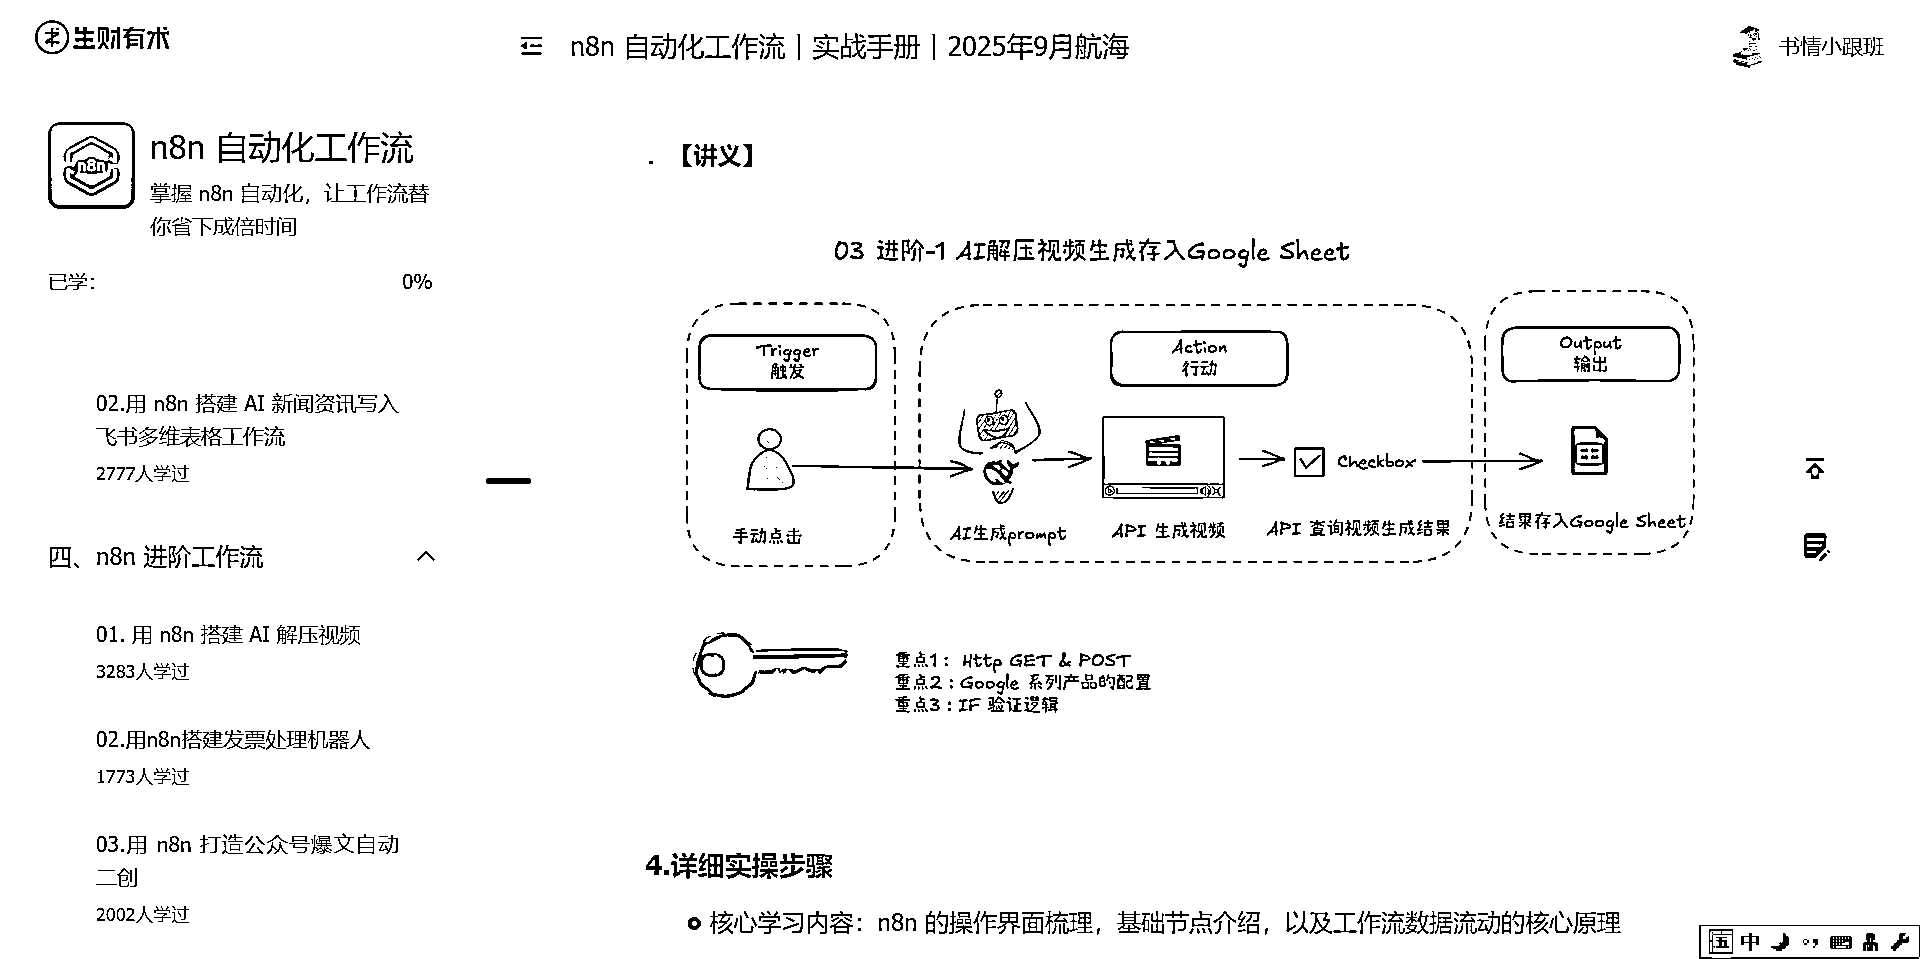 生财有术
n8n 自动化工作流｜实战手册｜2025年9月航海
书情小跟班
n8n
n8n 自动化工作流
掌握 n8n 自动化，让工作流替
你省下成倍时间
已学：
0%
02.用 n8n 搭建 AI 新闻资讯写入
飞书多维表格工作流
2777人学过
四、n8n 进阶工作流
01. 用 n8n 搭建 AI 解压视频
3283人学过
02.用n8n搭建发票处理机器人
1773人学过
03.用 n8n 打造公众号爆文自动
二创
2002人学过
. 【讲义】
03 进阶-1 AI解压视频生成存入Google Sheet
Trigger
触发
Action
行动
Output
输出
Checkbox
手动点击
AI生成prompt
API 生成视频
API 查询视频生成结果
结果存入Google Sheet
重点1：Http GET & POST
重点2：Google 系列产品的配置
重点3：IF 验证逻辑
4.详细实操步骤
核心学习内容：n8n 的操作界面梳理，基础节点介绍，以及工作流数据流动的核心原理
五 中